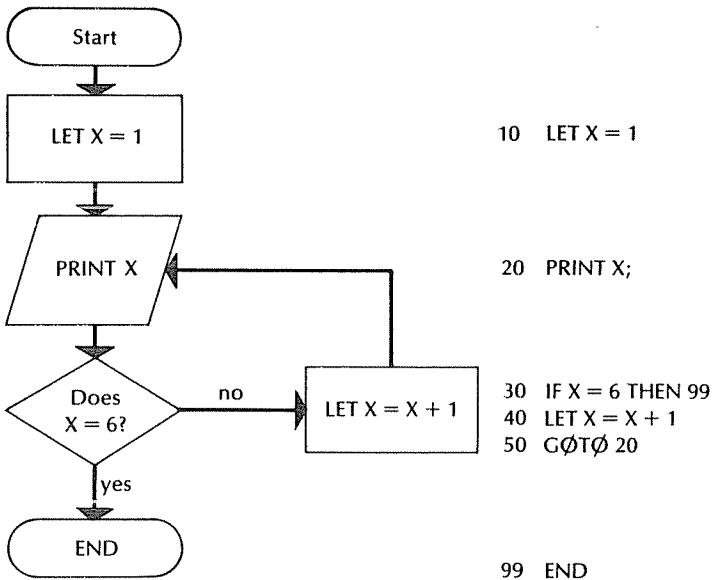 Start
LET X = 1
10 LET X = 1
PRINT X
20 PRINT X;
Does
X = 6?
no
LET X = X + 1
30 IF X = 6 THEN 99
40 LET X = X + 1
50 GØTØ 20
yes
END
99 END